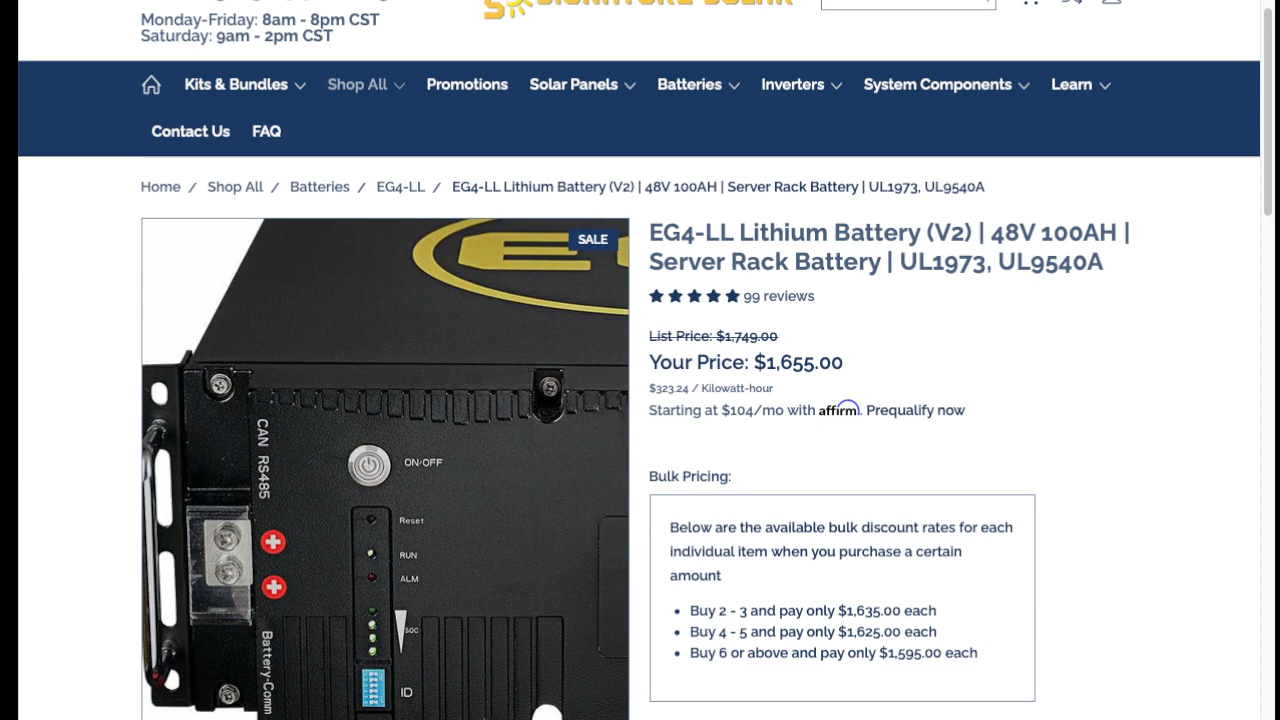 Monday-Friday: 8am - 8pm CST
SIGNATURE SOLAR
Saturday: 9am - 2pm CST
Kits & Bundles Shop All Promotions Solar Panels Batteries Inverters System Components Learn
Contact Us FAQ
Home / Shop All / Batteries / EG4-LL / EG4-LL Lithium Battery (V2) | 48V 100AH | Server Rack Battery | UL1973, UL9540A
SALE
CAN RS485
ON/OFF
Reset
RUN
ALM
SOC
Battery-Comm
ID
EG4-LL Lithium Battery (V2) | 48V 100AH |
Server Rack Battery | UL1973, UL9540A
99 reviews
List Price: $1,749.00
Your Price: $1,655.00
$323.24 / Kilowatt-hour
Starting at $104/mo with affirm. Prequalify now
Bulk Pricing:
Below are the available bulk discount rates for each
individual item when you purchase a certain
amount
• Buy 2 - 3 and pay only $1,635.00 each
• Buy 4 - 5 and pay only $1,625.00 each
• Buy 6 or above and pay only $1,595.00 each